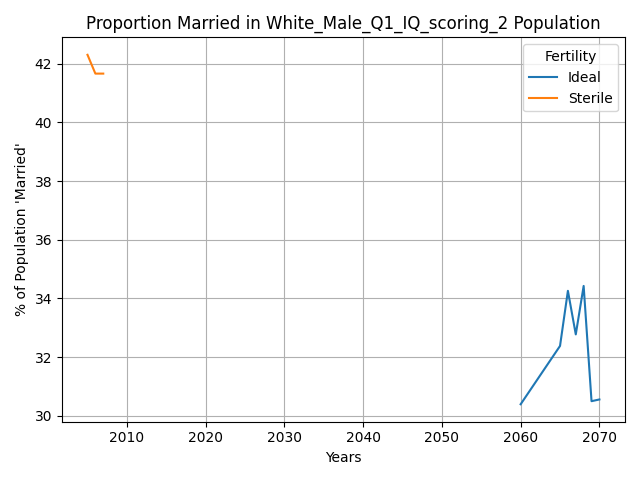 Proportion Married in White_Male_Q1_IQ_scoring_2 Population
Fertility
Ideal
Sterile
% of Population 'Married'
42
40
38
36
34
32
30
2010
2020
2030
2040
2050
2060
2070
Years